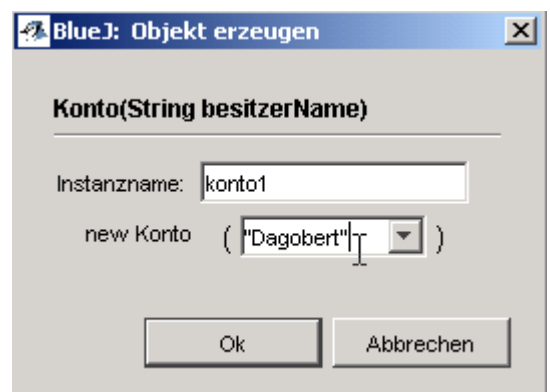 BlueJ: Objekt erzeugen
Konto(String besitzerName)
Instanzname: konto1
new Konto ( "Dagobert" )
Ok Abbrechen